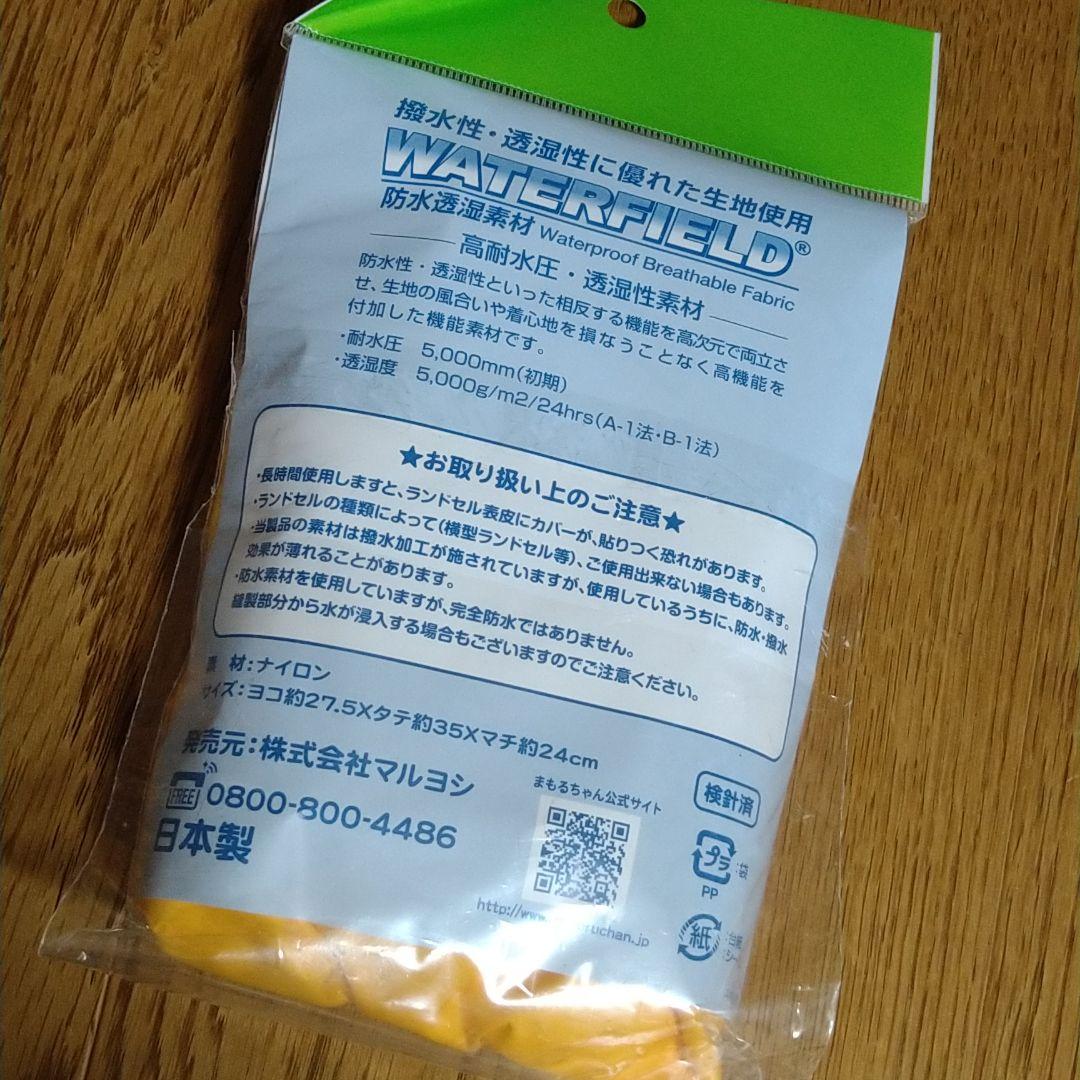 撥水性・透湿性に優れた生地使用
WATERFIELD®
防水透湿素材 Waterproof Breathable Fabric
高耐水圧・透湿性素材
防水性・透湿性といった相反する機能を高次元で両立さ
せ、生地の風合いや着心地を損なうことなく高機能を
付加した機能素材です。
・耐水圧 5,000mm(初期)
・透湿度 5,000g/m2/24hrs(A-1法・B-1法)
★お取り扱い上のご注意★
・長時間使用しますと、ランドセル表皮にカバーが、貼りつく恐れがあります。
・ランドセルの種類によって(横型ランドセル等)、ご使用出来ない場合もあります。
・当製品の素材は撥水加工が施されていますが、使用しているうちに、防水・撥水
効果が薄れることがあります。
・防水素材を使用していますが、完全防水ではありません。
縫製部分から水が浸入する場合もございますのでご注意ください。
素 材:ナイロン
サイズ:ヨコ約27.5×タテ約35×マチ約24cm
発売元:株式会社マルヨシ
FREE 0800-800-4486
日本製
まもるちゃん公式サイト
検針済
プラ
PP
紙